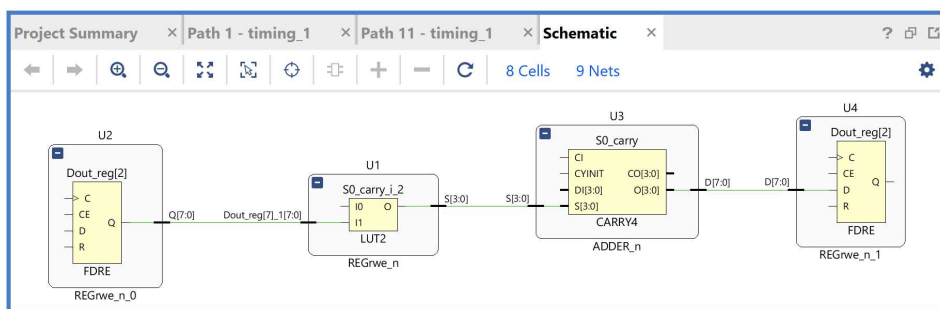 Project Summary × Path 1 - timing_1 × Path 11 - timing_1 × Schematic × ?
8 Cells 9 Nets
U2
Dout_reg[2]
C
CE
D
R
Q
FDRE
REGrwe_n_0
Q[7:0]
Dout_reg[7]_1[7:0]
U1
S0_carry_i_2
I0
I1
O
LUT2
REGrwe_n
S[3:0]
S[3:0]
U3
S0_carry
CI
CYINIT
DI[3:0]
S[3:0]
CO[3:0]
O[3:0]
CARRY4
ADDER_n
D[7:0]
D[7:0]
U4
Dout_reg[2]
C
CE
D
R
Q
FDRE
REGrwe_n_1